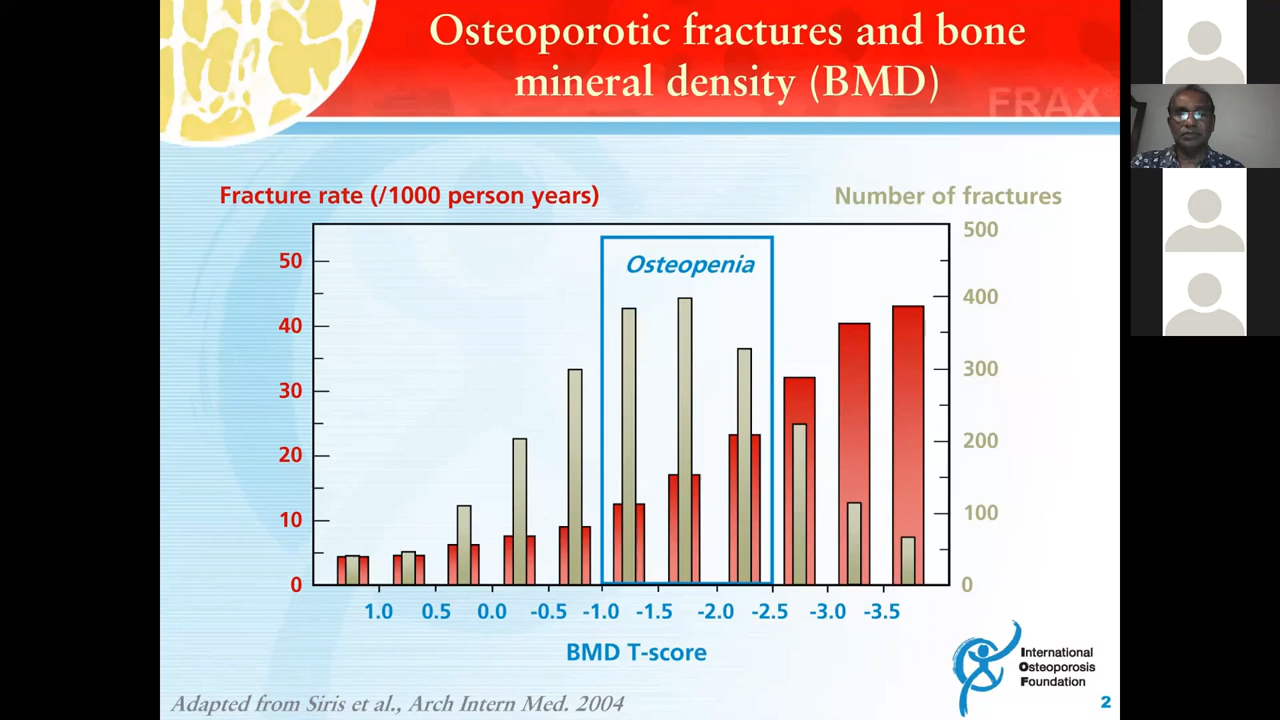 Osteoporotic fractures and bone
mineral density (BMD)
FRAX
Fracture rate (/1000 person years)
Number of fractures
Osteopenia
50
40
30
20
10
0
500
400
300
200
100
0
1.0 0.5 0.0 -0.5 -1.0 -1.5 -2.0 -2.5 -3.0 -3.5
BMD T-score
International
Osteoporosis
Foundation
Adapted from Siris et al., Arch Intern Med. 2004
2